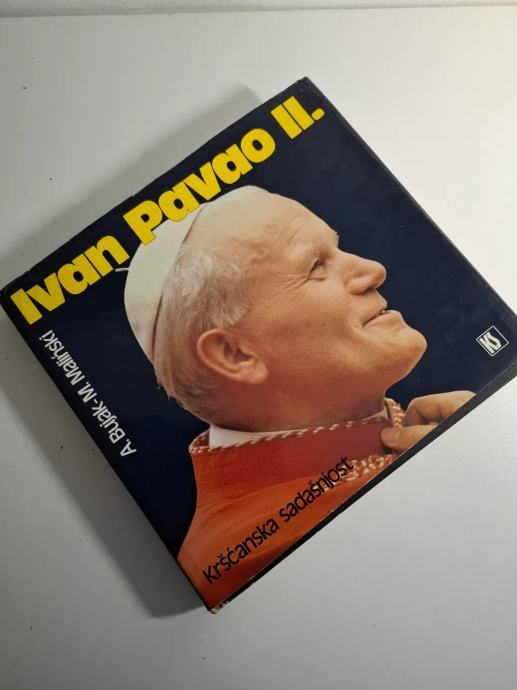 Ivan Pavao II.
A. Bujak-M. Maliński
KS
Kršćanska sadašnjost